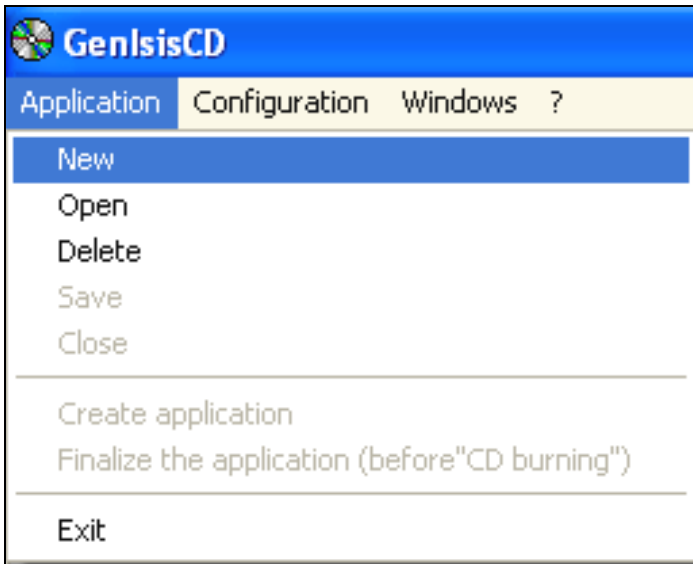 GenIsisCD
Application Configuration Windows ?
New
Open
Delete
Save
Close
Create application
Finalize the application (before"CD burning")
Exit